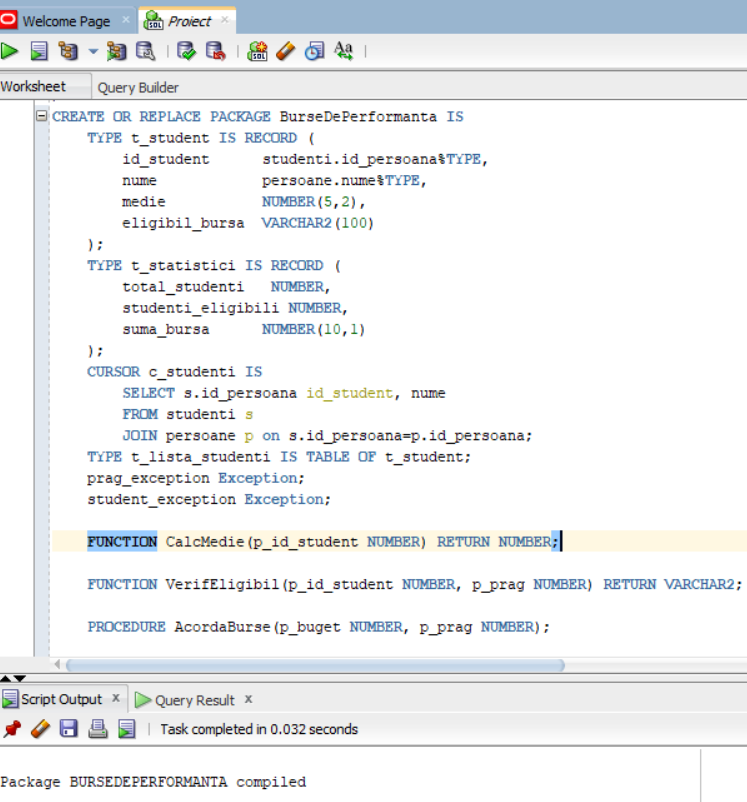 Welcome Page
Proiect
Worksheet
Query Builder
CREATE OR REPLACE PACKAGE BurseDePerformanta IS
TYPE t_student IS RECORD (
id_student studenti.id_persoana%TYPE,
nume persoane.nume%TYPE,
medie NUMBER(5,2),
eligibil_bursa VARCHAR2(100)
);
TYPE t_statistici IS RECORD (
total_studenti NUMBER,
studenti_eligibili NUMBER,
suma_bursa NUMBER(10,1)
);
CURSOR c_studenti IS
SELECT s.id_persoana id_student, nume
FROM studenti s
JOIN persoane p on s.id_persoana=p.id_persoana;
TYPE t_lista_studenti IS TABLE OF t_student;
prag_exception Exception;
student_exception Exception;
FUNCTION CalcMedie(p_id_student NUMBER) RETURN NUMBER;
FUNCTION VerifEligibil(p_id_student NUMBER, p_prag NUMBER) RETURN VARCHAR2;
PROCEDURE AcordaBurse(p_buget NUMBER, p_prag NUMBER);
Script Output x Query Result x
Task completed in 0.032 seconds
Package BURSEDEPERFORMANTA compiled